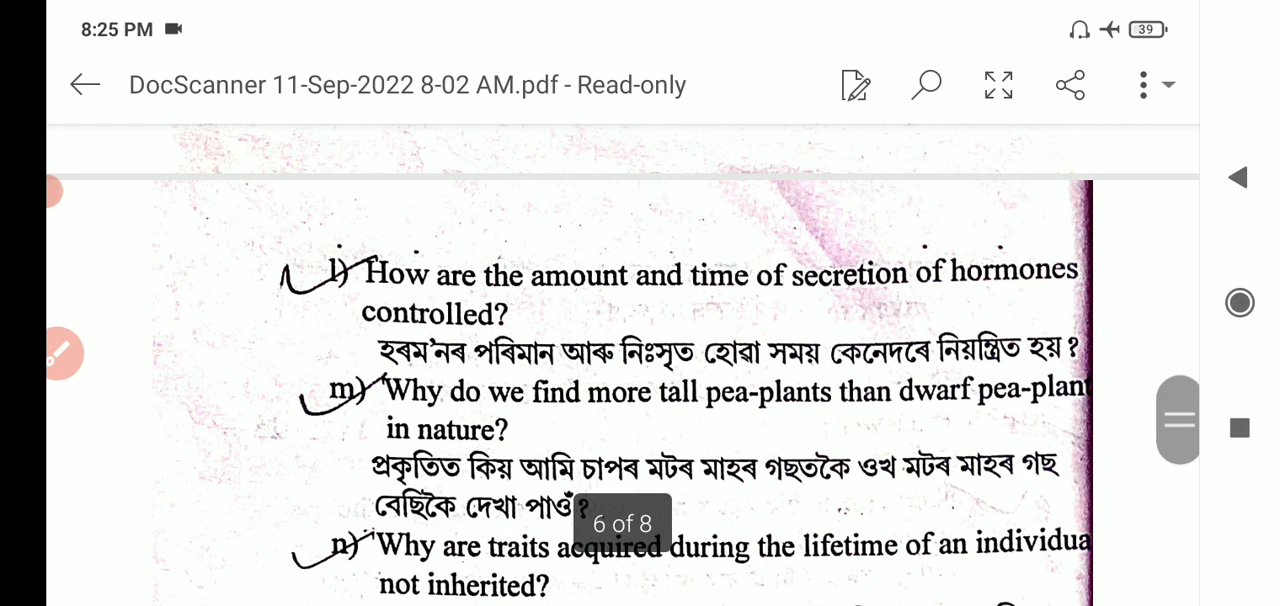 8:25 PM
39
DocScanner 11-Sep-2022 8-02 AM.pdf - Read-only
l) How are the amount and time of secretion of hormones
controlled?
হৰম'নৰ পৰিমান আৰু নিঃসৃত হোৱা সময় কেনেদৰে নিয়ন্ত্ৰিত হয় ?
m) Why do we find more tall pea-plants than dwarf pea-plant
in nature?
প্ৰকৃতিত কিয় আমি চাপৰ মটৰ মাহৰ গছতকৈ ওখ মটৰ মাহৰ গছ
বেছিকৈ দেখা পাওঁ ?
6 of 8
n) Why are traits acquired during the lifetime of an individua
not inherited?